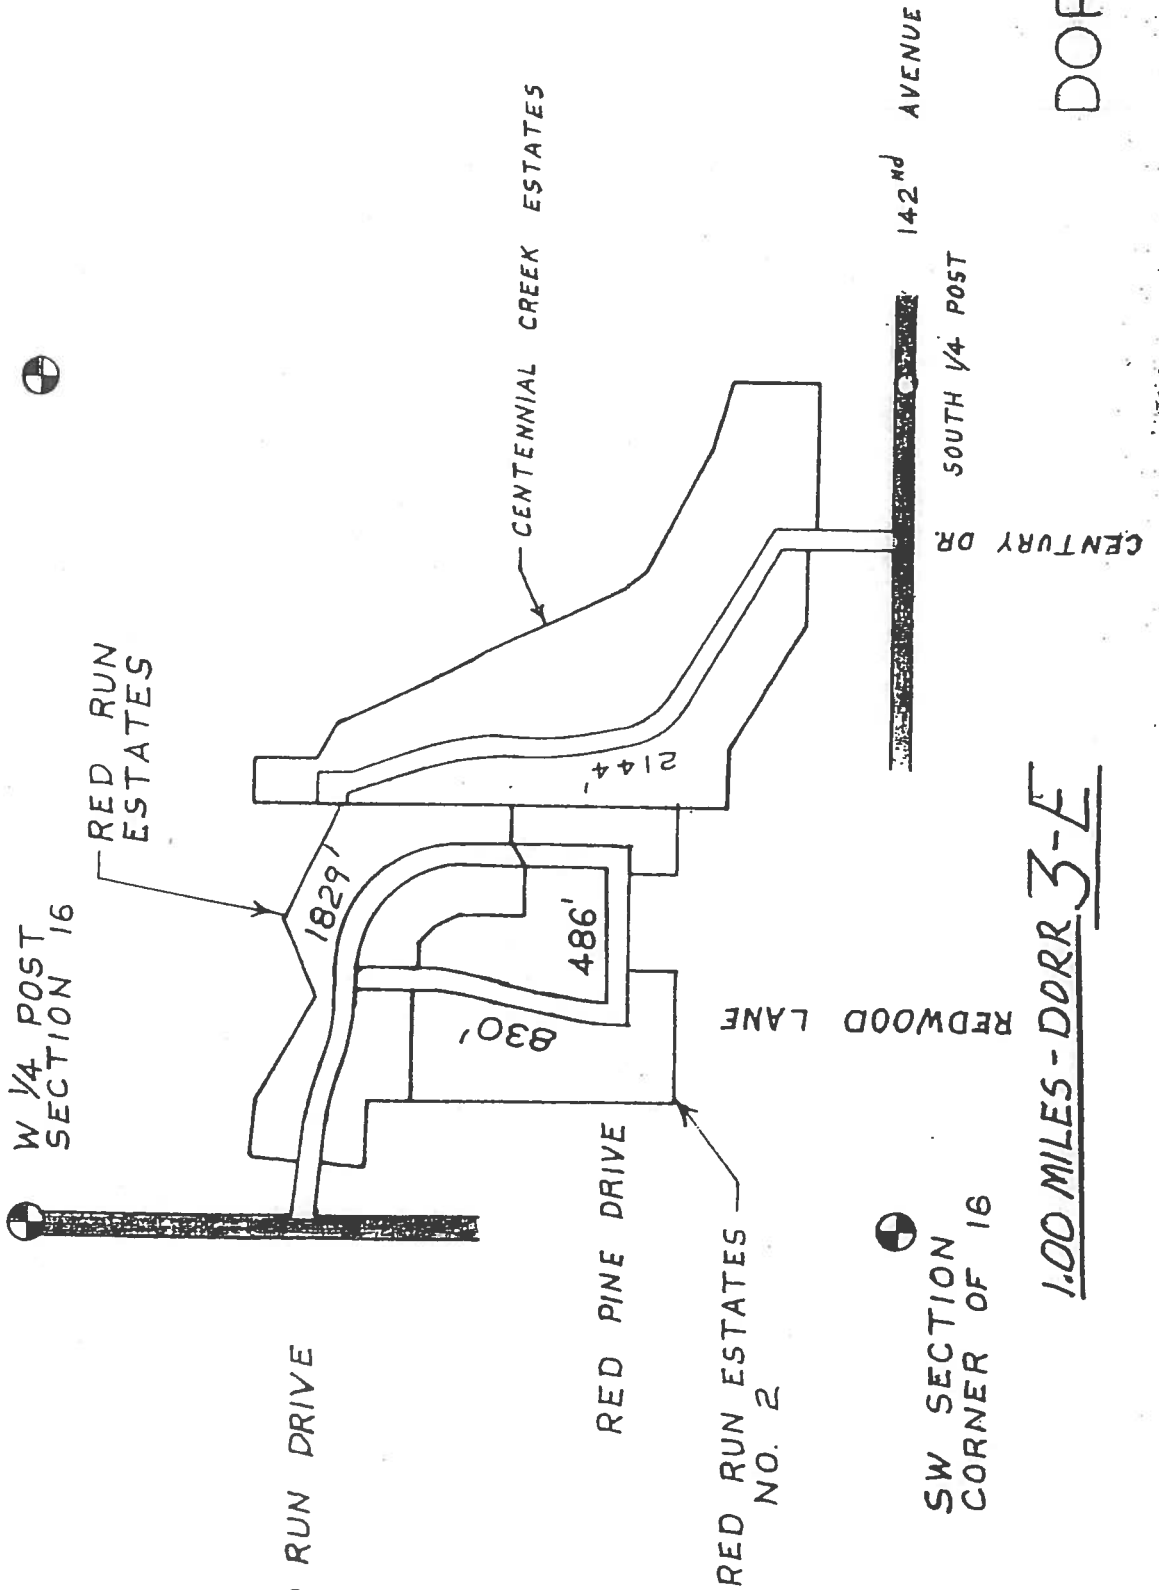 W 1/4 POST
SECTION 16
RED RUN
ESTATES
CENTENNIAL CREEK ESTATES
RUN DRIVE
1829'
2144'
830'
486'
RED PINE DRIVE
REDWOOD LANE
RED RUN ESTATES
NO. 2
142Nd AVENUE
SOUTH 1/4 POST
CENTURY DR.
SW SECTION
CORNER OF 16
1.00 MILES - DORR 3-E